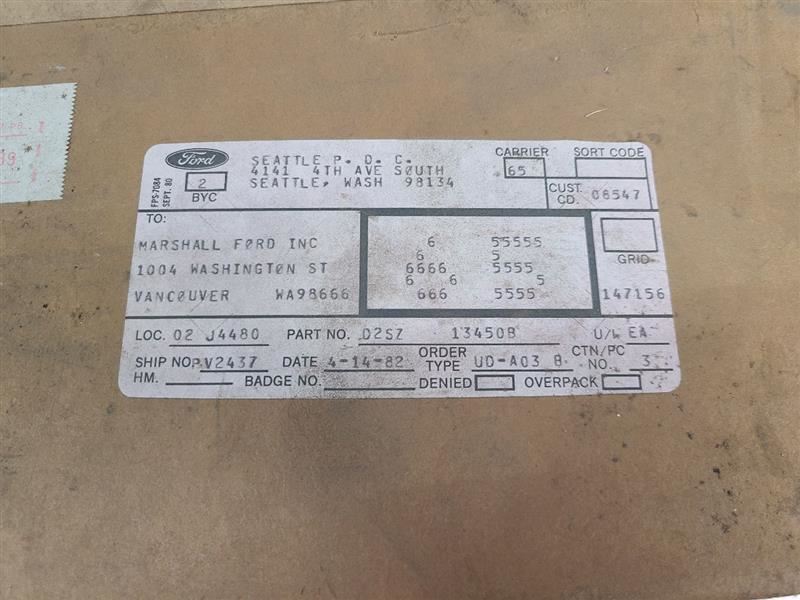 Ford
SEATTLE P. D. C.
4141 4TH AVE SØUTH
SEATTLE, WASH 98134
CARRIER
65
SORT CODE
CUST. CD. 08547
FPS-7084
SEPT. 80
2
BYC
TO:
MARSHALL FØRD INC
1004 WASHINGTØN ST
VANCØUVER WA98666
6 55555
6 5
6666 5555
6 6 5
666 5555
GRID
147156
LOC. 02 J4480 PART NO. D2SZ 13450B U/L EA
SHIP NO. PV2437 DATE 4-14-82 ORDER TYPE UD-A03 B CTN/PC NO. 3
HM. BADGE NO. DENIED OVERPACK